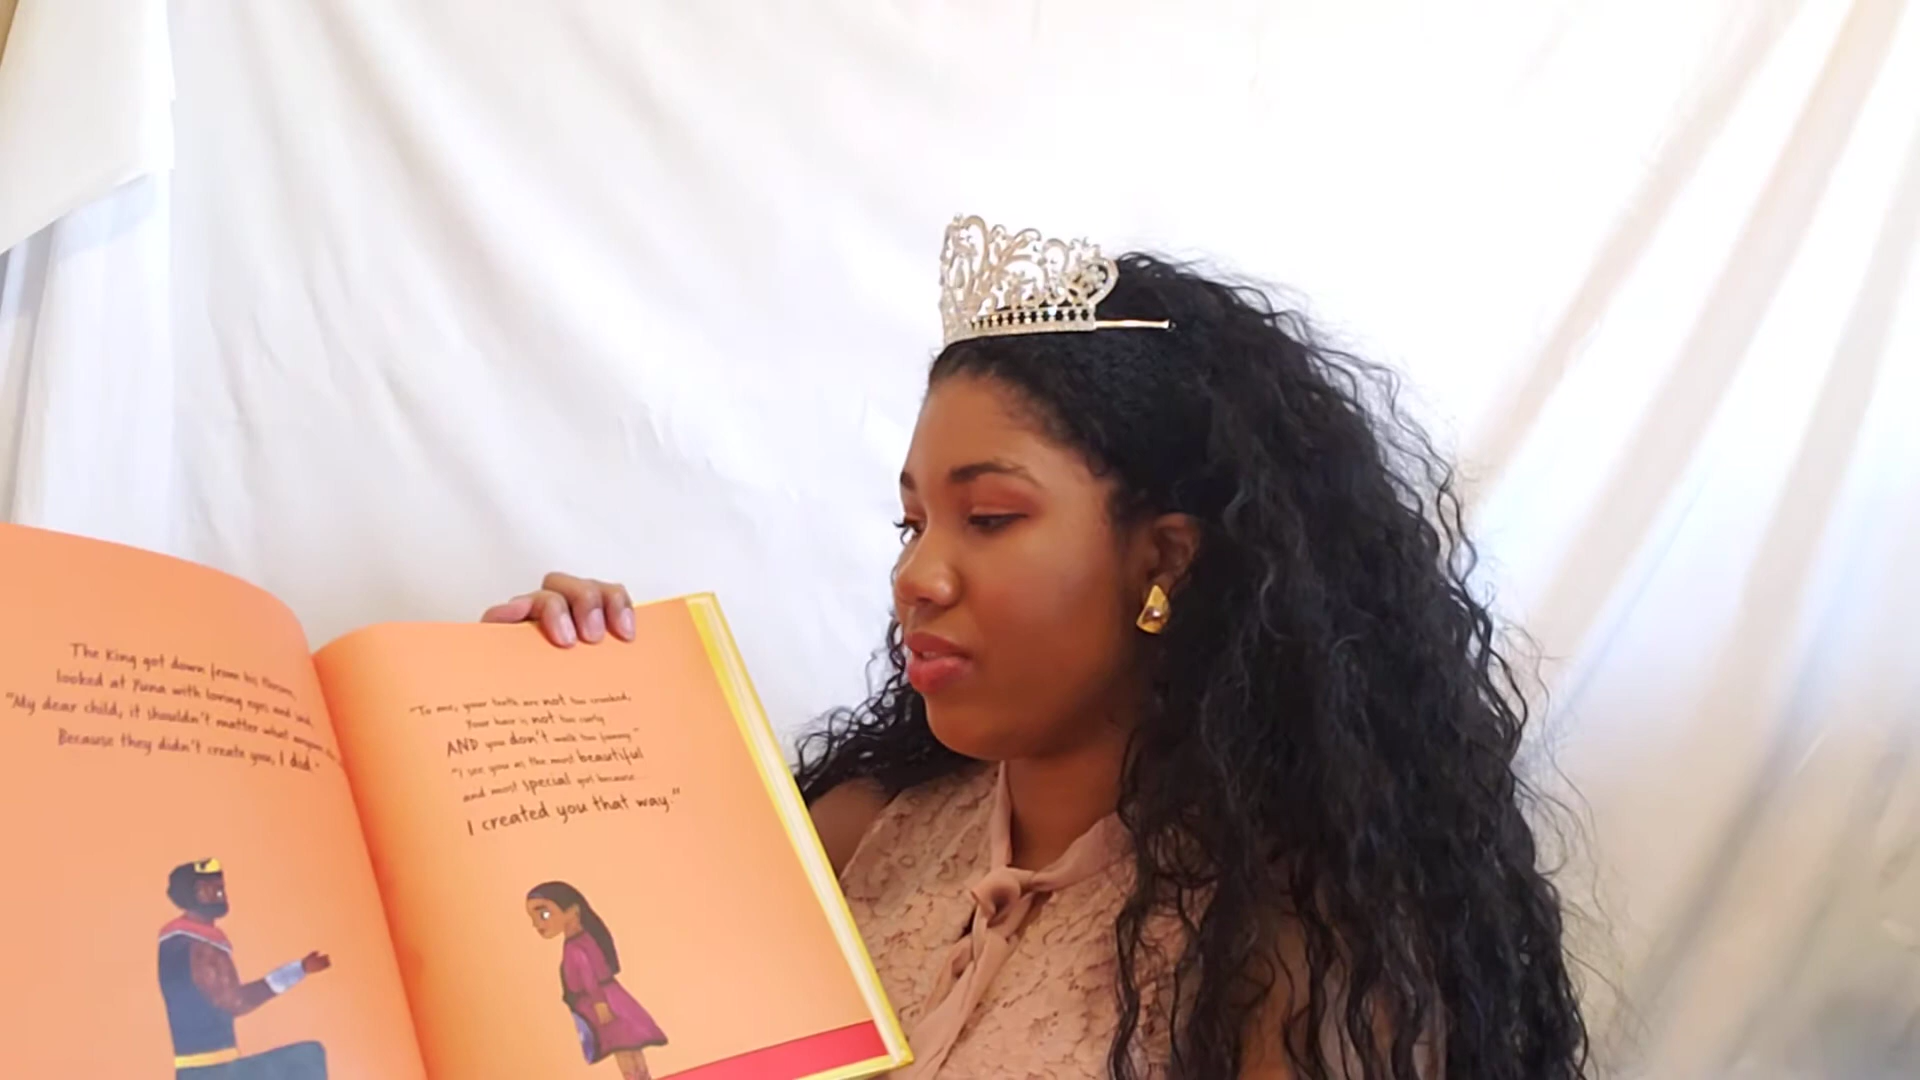 The King got down from his throne,
looked at Yuna with loving eyes and said,
"My dear child, it shouldn't matter what anyone
Because they didn't create you, I did."
"To me, your teeth are not too crooked,
Your hair is not too curly
AND you don't walk too funny."
"I see you as the most beautiful
and most special girl because...
I created you that way."